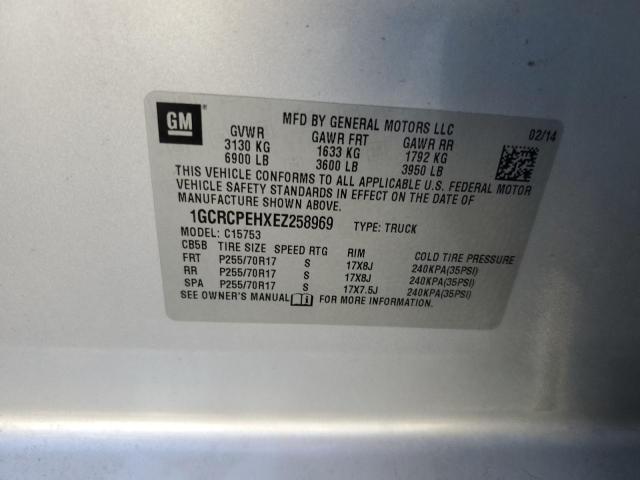 GM
MFD BY GENERAL MOTORS LLC 02/14
GVWR GAWR FRT GAWR RR
3130 KG 1633 KG 1792 KG
6900 LB 3600 LB 3950 LB
THIS VEHICLE CONFORMS TO ALL APPLICABLE U.S. FEDERAL MOTOR
VEHICLE SAFETY STANDARDS IN EFFECT ON THE DATE OF
MANUFACTURE SHOWN ABOVE.
1GCRCPEHXEZ258969 TYPE: TRUCK
MODEL: C15753
CB5B TIRE SIZE SPEED RTG RIM COLD TIRE PRESSURE
FRT P255/70R17 S 17X8J 240KPA(35PSI)
RR P255/70R17 S 17X8J 240KPA(35PSI)
SPA P255/70R17 S 17X7.5J 240KPA(35PSI)
SEE OWNER'S MANUAL FOR MORE INFORMATION.